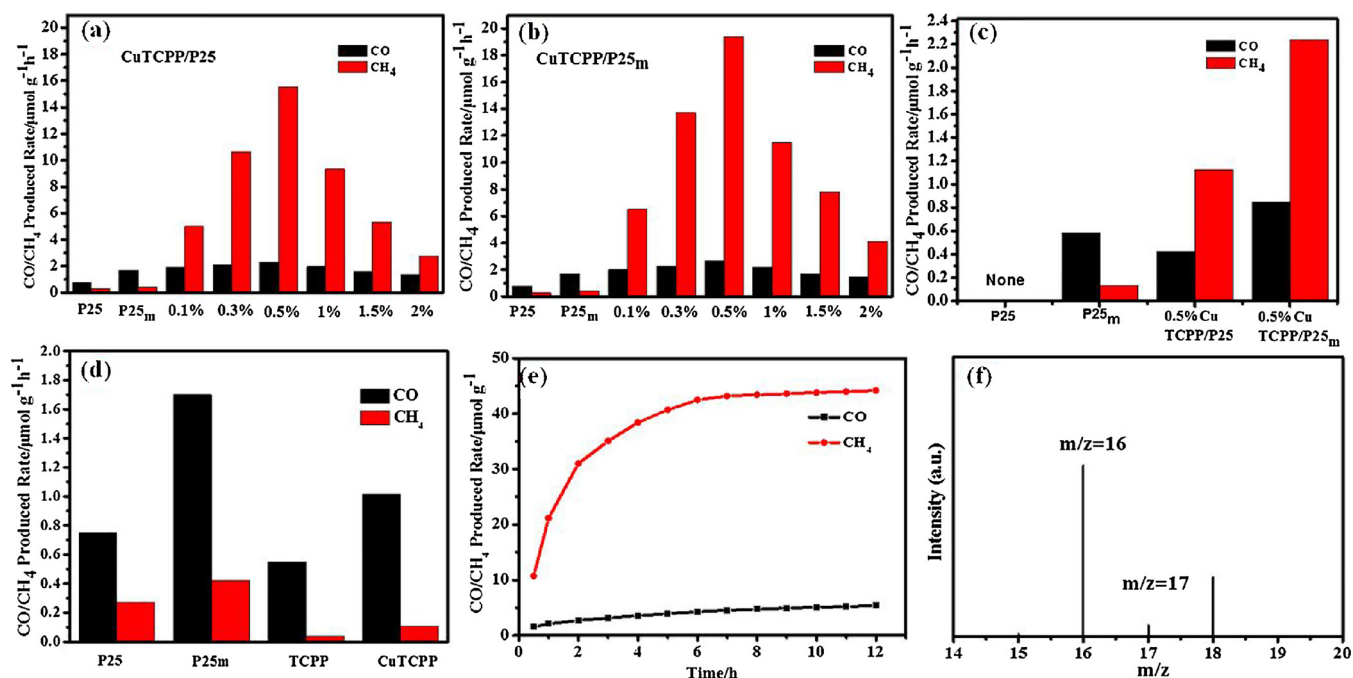 (a)
CuTCPP/P25
CO
CH4
CO/CH4 Produced Rate/μmol g-1h-1
20
18
16
14
12
10
8
6
4
2
0
P25 P25m 0.1% 0.3% 0.5% 1% 1.5% 2%
(b)
CuTCPP/P25m
CO
CH4
CO/CH4 Produced Rate/μmol g-1h-1
20
18
16
14
12
10
8
6
4
2
0
P25 P25m 0.1% 0.3% 0.5% 1% 1.5% 2%
(c)
CO
CH4
CO/CH4 Produced Rate/μmol g-1h-1
2.4
2.2
2.0
1.8
1.6
1.4
1.2
1.0
0.8
0.6
0.4
0.2
0.0
None
P25 P25m 0.5% Cu 0.5% Cu
TCPP/P25 TCPP/P25m
(d)
CO
CH4
CO/CH4 Produced Rate/μmol g-1h-1
2.0
1.8
1.6
1.4
1.2
1.0
0.8
0.6
0.4
0.2
0.0
P25 P25m TCPP CuTCPP
(e)
CO
CH4
CO/CH4 Produced Rate/μmol g-1
50
40
30
20
10
0
0 2 4 6 8 10 12
Time/h
(f)
m/z=16
m/z=17
m/z=18
Intensity (a.u.)
14 15 16 17 18 19 20
m/z